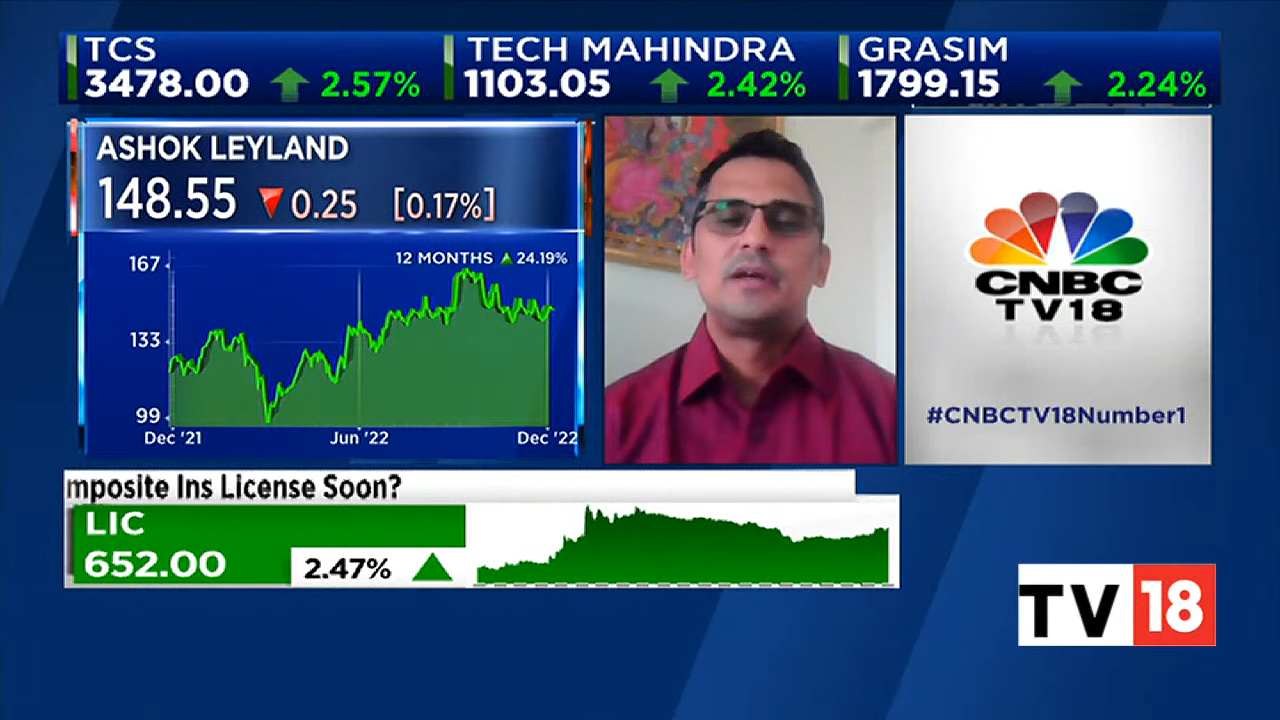 TCS
3478.00 2.57%
TECH MAHINDRA
1103.05 2.42%
GRASIM
1799.15 2.24%
ASHOK LEYLAND
148.55 0.25 [0.17%]
12 MONTHS 24.19%
167
133
99
Dec '21 Jun '22 Dec '22
CNBC
TV18
#CNBCTV18Number1
mposite Ins License Soon?
LIC
652.00 2.47%
TV18